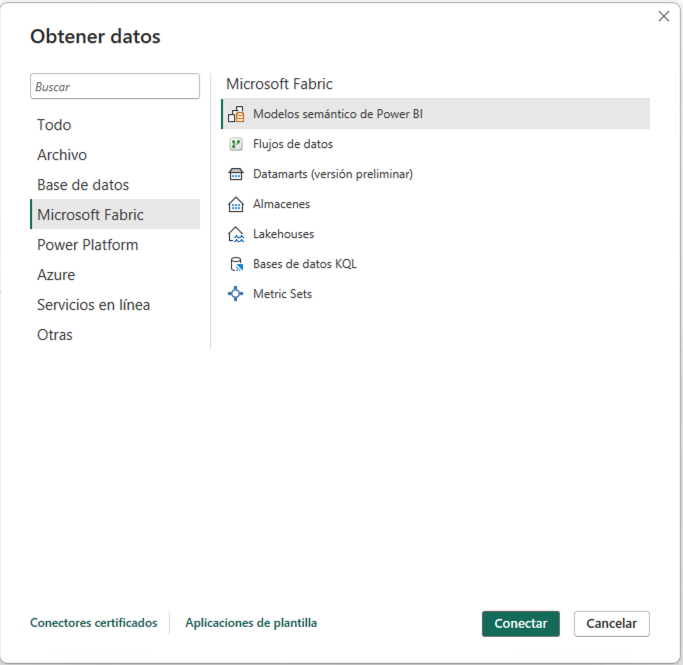 Obtener datos
Buscar
Todo
Archivo
Base de datos
Microsoft Fabric
Power Platform
Azure
Servicios en línea
Otras
Microsoft Fabric
Modelos semántico de Power BI
Flujos de datos
Datamarts (versión preliminar)
Almacenes
Lakehouses
Bases de datos KQL
Metric Sets
Conectores certificados
Aplicaciones de plantilla
Conectar
Cancelar